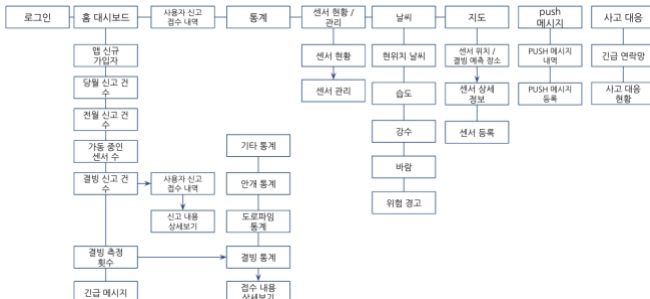 로그인
홈 대시보드
사용자 신고
접수 내역
통계
센서 현황 /
관리
날씨
지도
push
메시지
사고 대응
앱 신규
가입자
당월 신고 건
수
전월 신고 건
수
가동 중인
센서 수
결빙 신고 건
수
결빙 측정
횟수
긴급 메시지
사용자 신고
접수 내역
신고 내용
상세보기
기타 통계
안개 통계
도로파임
통계
결빙 통계
접수 내용
상세보기
센서 현황
센서 관리
현위치 날씨
습도
강수
바람
위험 경고
센서 위치 /
결빙 예측 장소
센서 상세
정보
센서 등록
PUSH 메시지
내역
PUSH 메시지
등록
긴급 연락망
사고 대응
현황